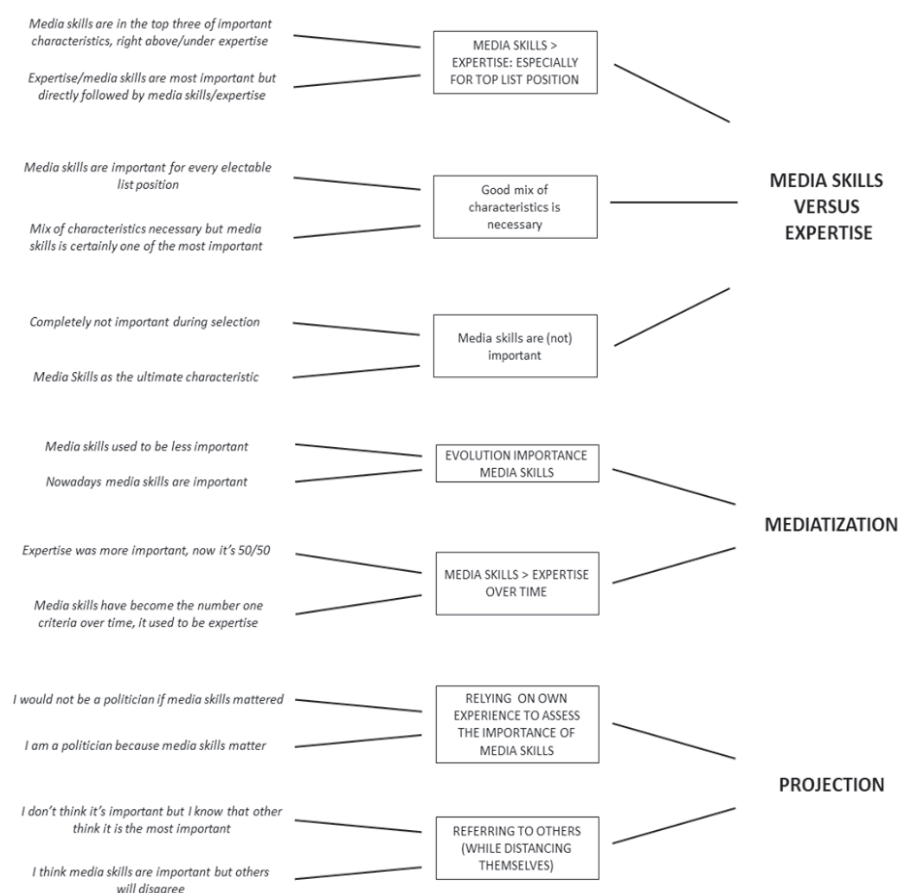 Media skills are in the top three of important
characteristics, right above/under expertise
Expertise/media skills are most important but
directly followed by media skills/expertise
MEDIA SKILLS >
EXPERTISE: ESPECIALLY
FOR TOP LIST POSITION
Media skills are important for every electable
list position
Mix of characteristics necessary but media
skills is certainly one of the most important
Good mix of
characteristics is
necessary
MEDIA SKILLS
VERSUS
EXPERTISE
Completely not important during selection
Media Skills as the ultimate characteristic
Media skills are (not)
important
Media skills used to be less important
Nowadays media skills are important
EVOLUTION IMPORTANCE
MEDIA SKILLS
Expertise was more important, now it's 50/50
Media skills have become the number one
criteria over time, it used to be expertise
MEDIA SKILLS > EXPERTISE
OVER TIME
MEDIATIZATION
I would not be a politician if media skills mattered
I am a politician because media skills matter
RELYING ON OWN
EXPERIENCE TO ASSESS
THE IMPORTANCE OF
MEDIA SKILLS
I don't think it's important but I know that other
think it is the most important
I think media skills are important but others
will disagree
REFERRING TO OTHERS
(WHILE DISTANCING
THEMSELVES)
PROJECTION